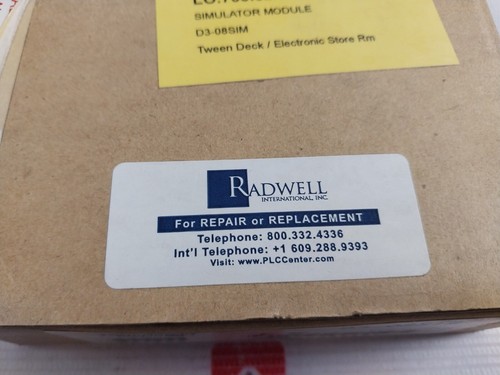 SIMULATOR MODULE
D3-08SIM
Tween Deck / Electronic Store Rm
RADWELL
INTERNATIONAL, INC.
For REPAIR or REPLACEMENT
Telephone: 800.332.4336
Int'l Telephone: +1 609.288.9393
Visit: www.PLCCenter.com